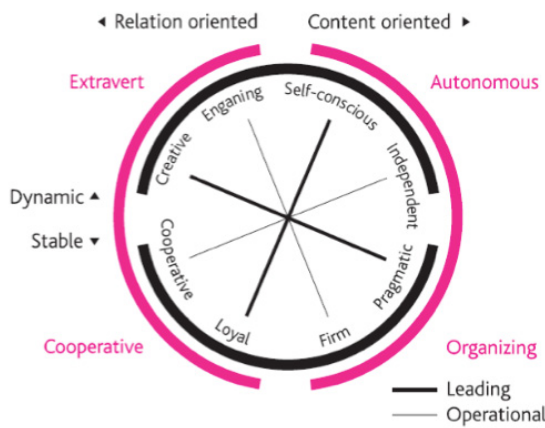 ◄ Relation oriented
Content oriented ►
Extravert
Autonomous
Enganing
Self-conscious
Creative
Independent
Dynamic ▲
Stable ▼
Cooperative
Pragmatic
Loyal
Firm
Cooperative
Organizing
Leading
Operational